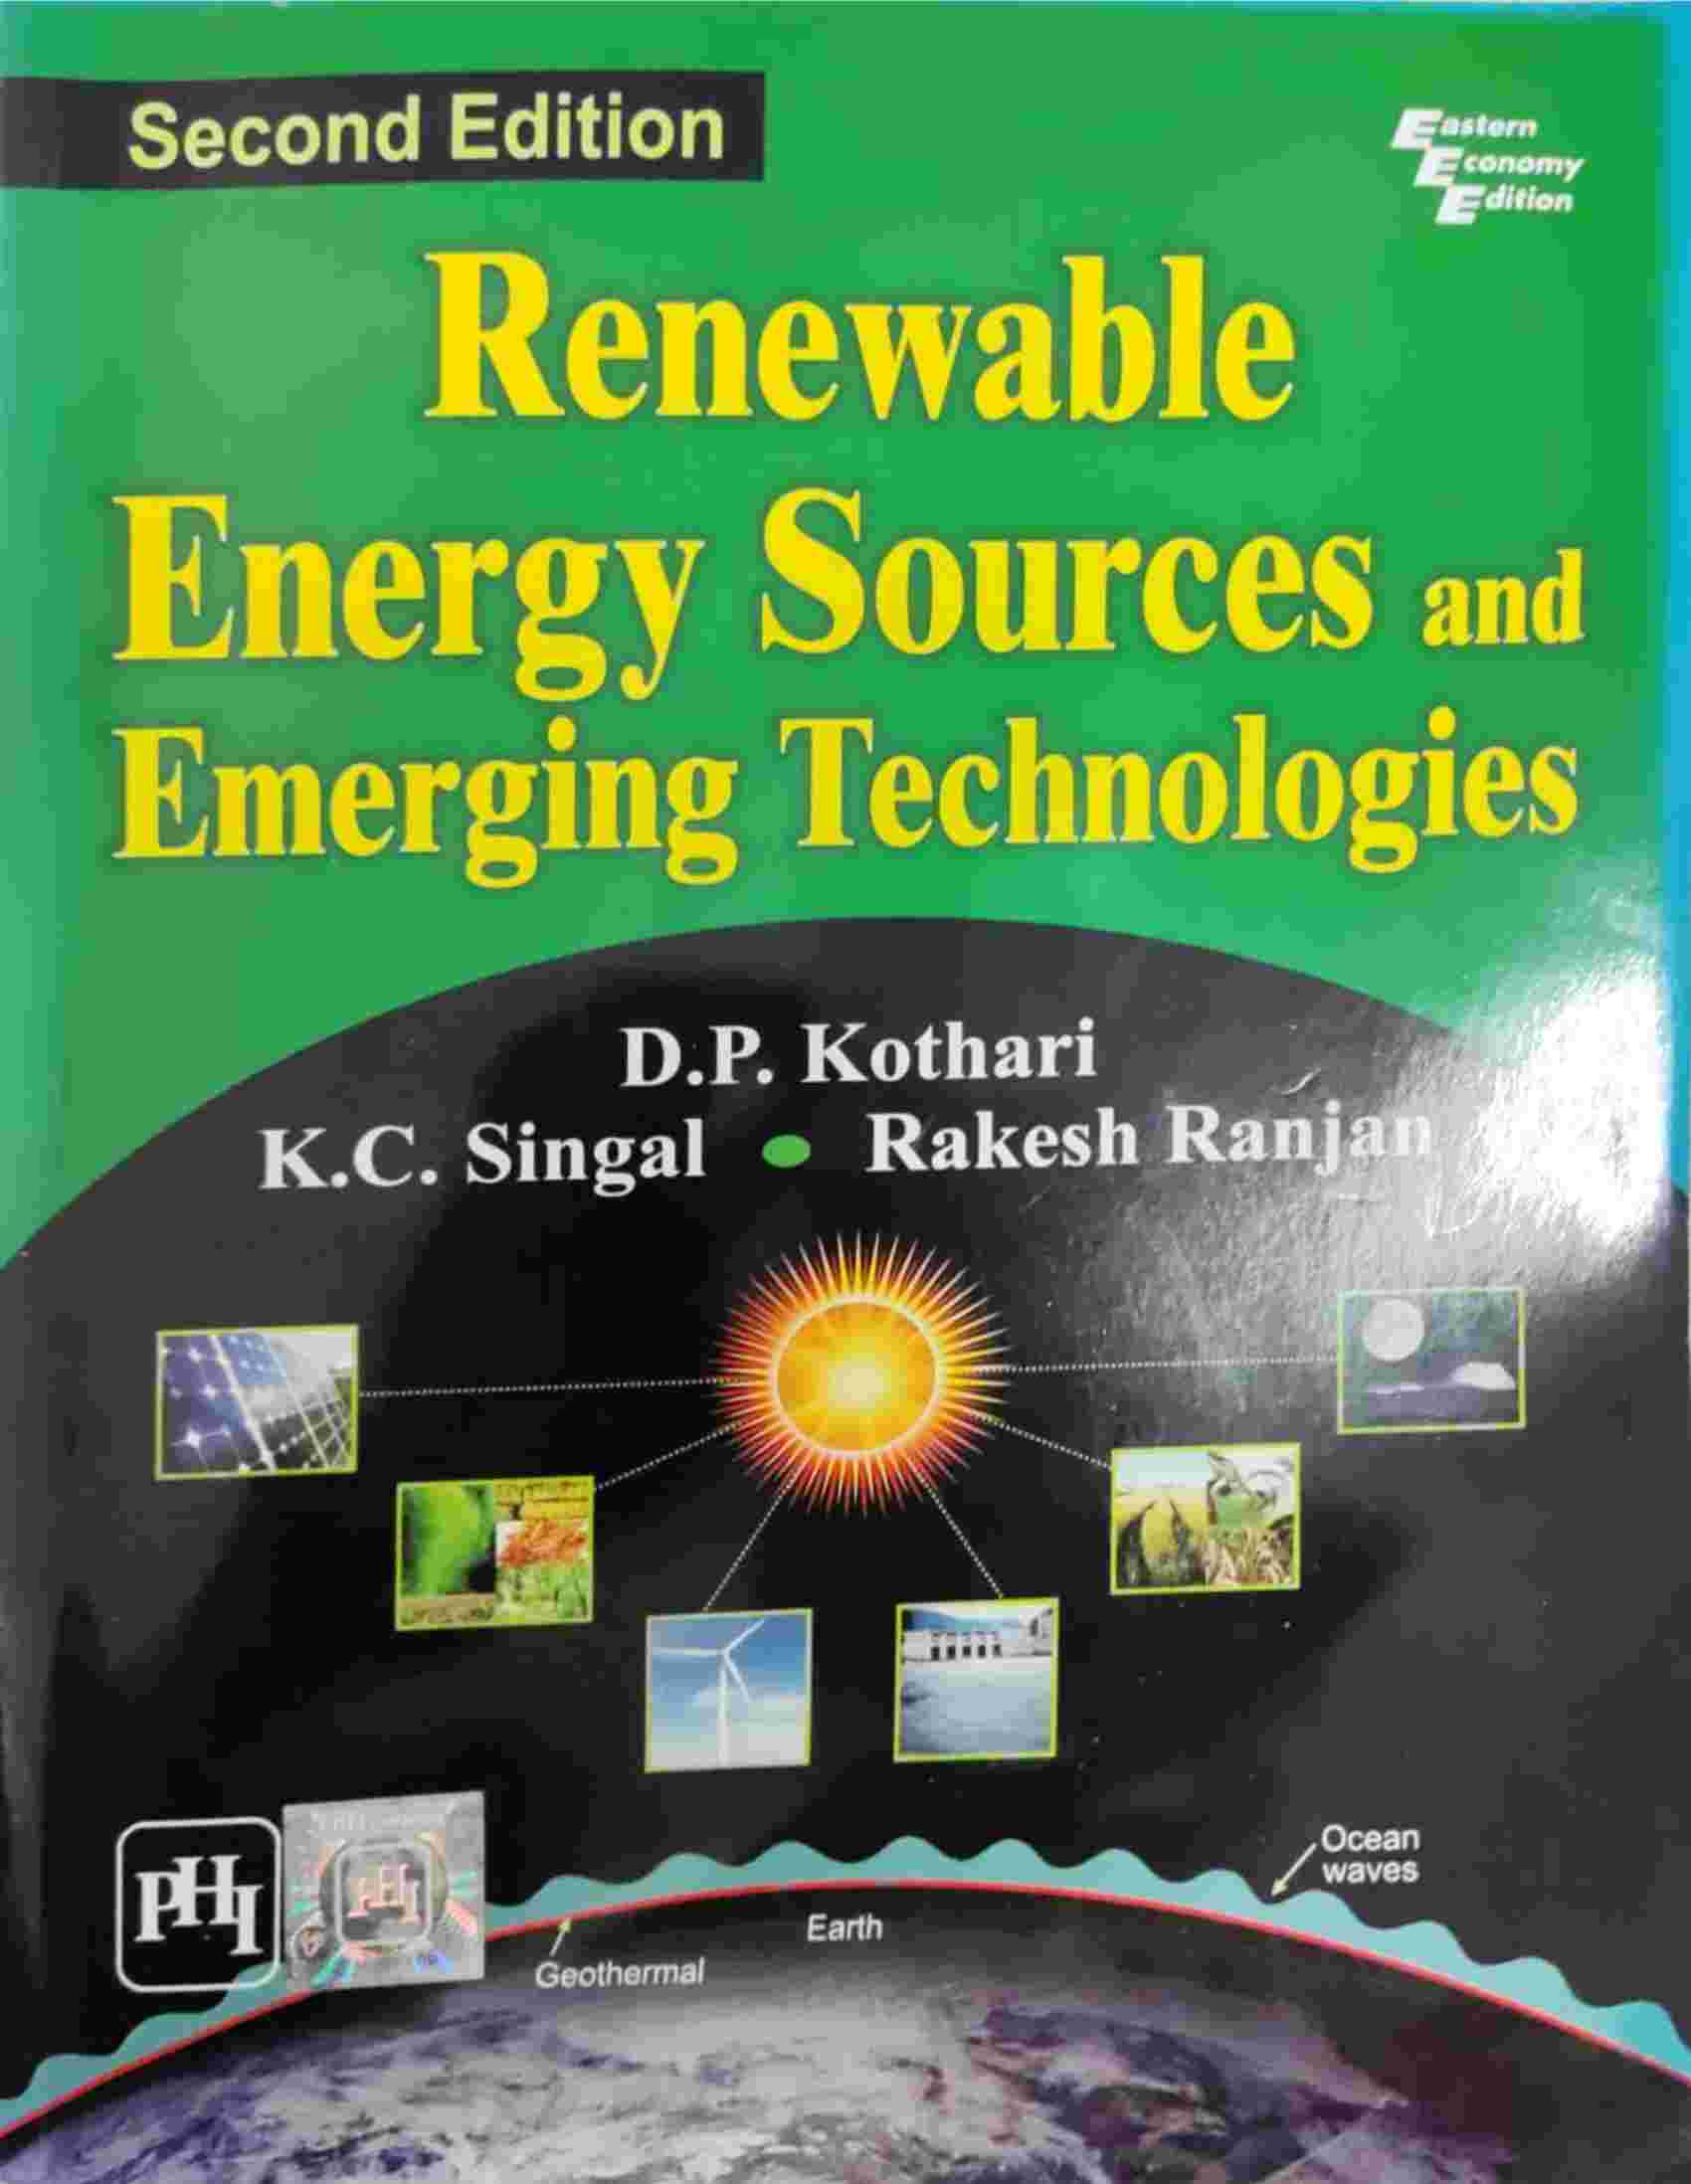 Second Edition
Eastern
Economy
Edition
Renewable
Energy Sources and
Emerging Technologies
D.P. Kothari
K.C. Singal • Rakesh Ranjan
Ocean
waves
PHI
PHI
Earth
Geothermal